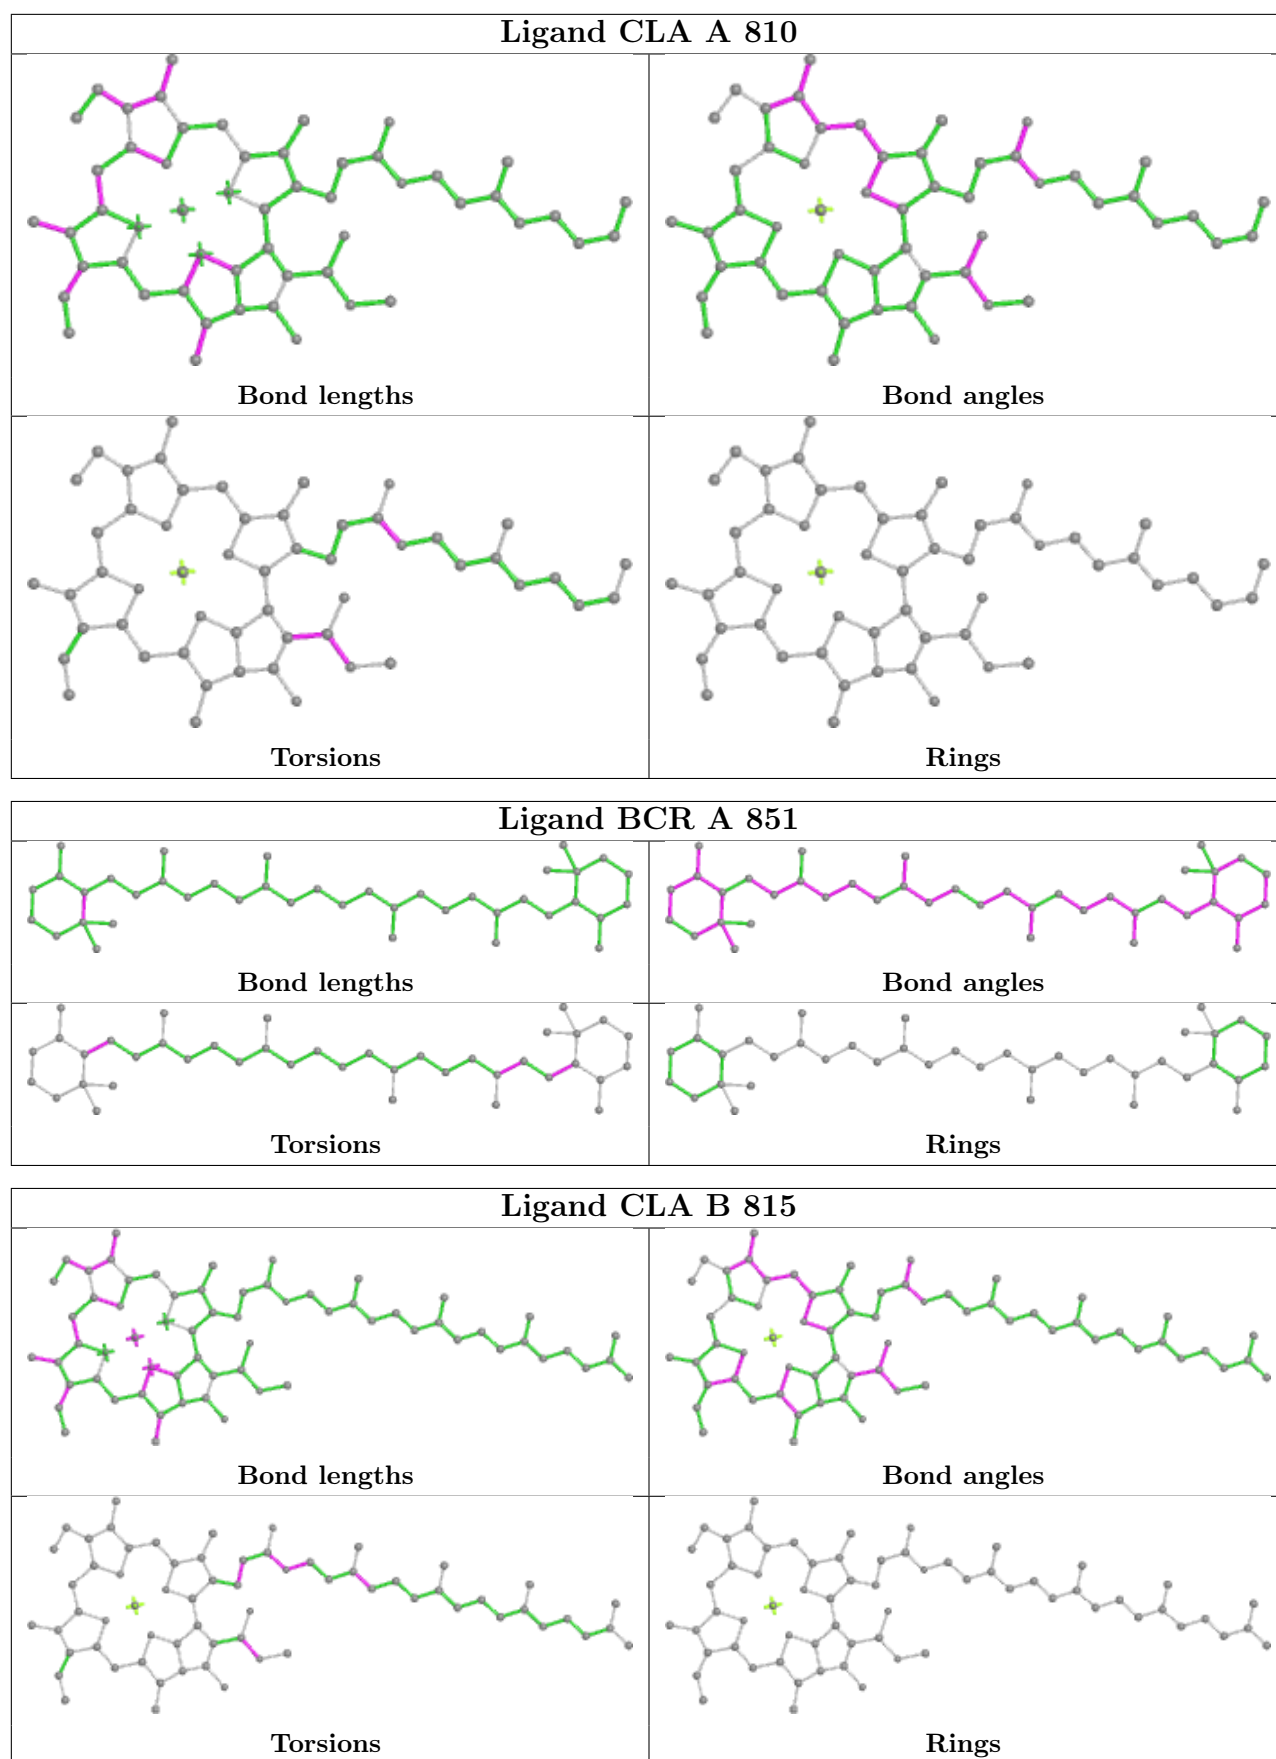 Ligand CLA A 810
Bond lengths
Bond angles
Torsions
Rings
Ligand BCR A 851
Bond lengths
Bond angles
Torsions
Rings
Ligand CLA B 815
Bond lengths
Bond angles
Torsions
Rings